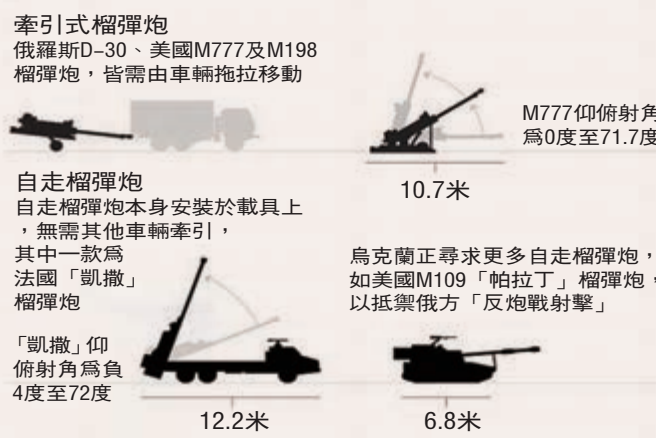 牽引式榴彈炮
俄羅斯D-30、美國M777及M198
榴彈炮，皆需由車輛拖拉移動
M777仰俯射角
爲0度至71.7度
10.7米
自走榴彈炮
自走榴彈炮本身安裝於載具上
，無需其他車輛牽引，
其中一款爲
法國「凱撒」
榴彈炮
「凱撒」仰
俯射角爲負
4度至72度
12.2米
烏克蘭正尋求更多自走榴彈炮，
如美國M109「帕拉丁」榴彈炮，
以抵禦俄方「反炮戰射擊」
6.8米